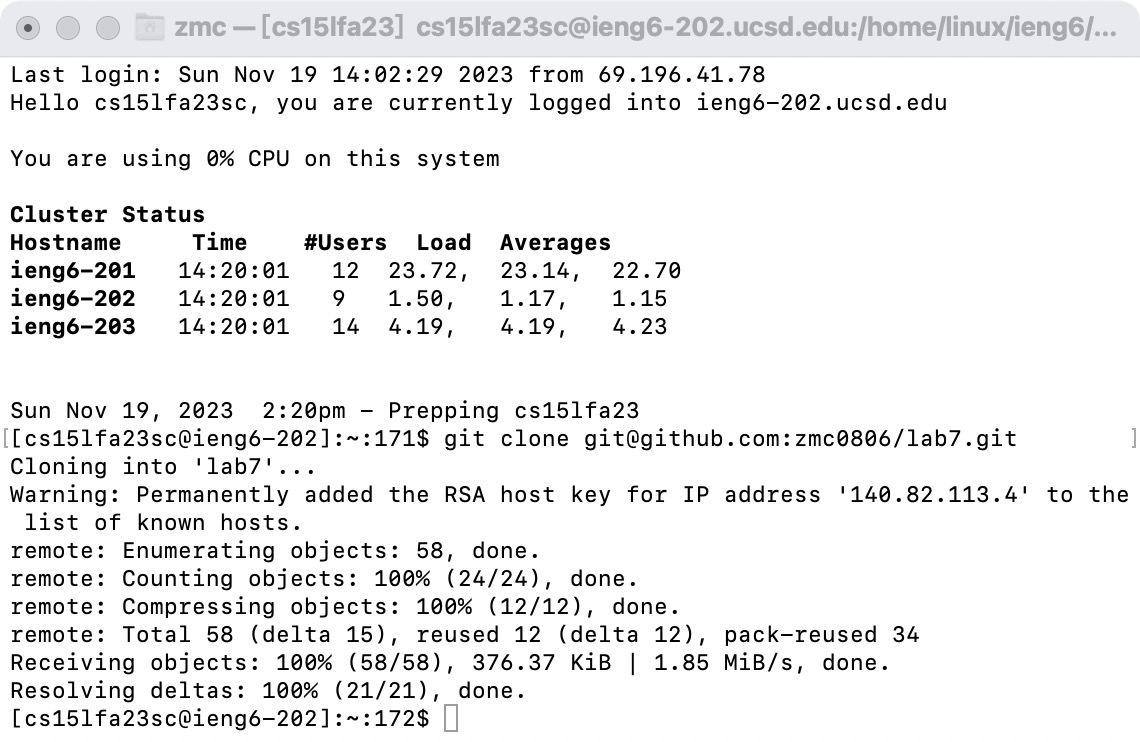 zmc — [cs15lfa23] cs15lfa23sc@ieng6-202.ucsd.edu:/home/linux/ieng6/...
Last login: Sun Nov 19 14:02:29 2023 from 69.196.41.78
Hello cs15lfa23sc, you are currently logged into ieng6-202.ucsd.edu
You are using 0% CPU on this system
Cluster Status
Hostname     Time    #Users  Load  Averages
ieng6-201   14:20:01   12  23.72,  23.14,  22.70
ieng6-202   14:20:01   9   1.50,   1.17,   1.15
ieng6-203   14:20:01   14  4.19,   4.19,   4.23
Sun Nov 19, 2023  2:20pm - Prepping cs15lfa23
[[cs15lfa23sc@ieng6-202]:~:171$ git clone git@github.com:zmc0806/lab7.git ]
Cloning into 'lab7'...
Warning: Permanently added the RSA host key for IP address '140.82.113.4' to the
 list of known hosts.
remote: Enumerating objects: 58, done.
remote: Counting objects: 100% (24/24), done.
remote: Compressing objects: 100% (12/12), done.
remote: Total 58 (delta 15), reused 12 (delta 12), pack-reused 34
Receiving objects: 100% (58/58), 376.37 KiB | 1.85 MiB/s, done.
Resolving deltas: 100% (21/21), done.
[cs15lfa23sc@ieng6-202]:~:172$